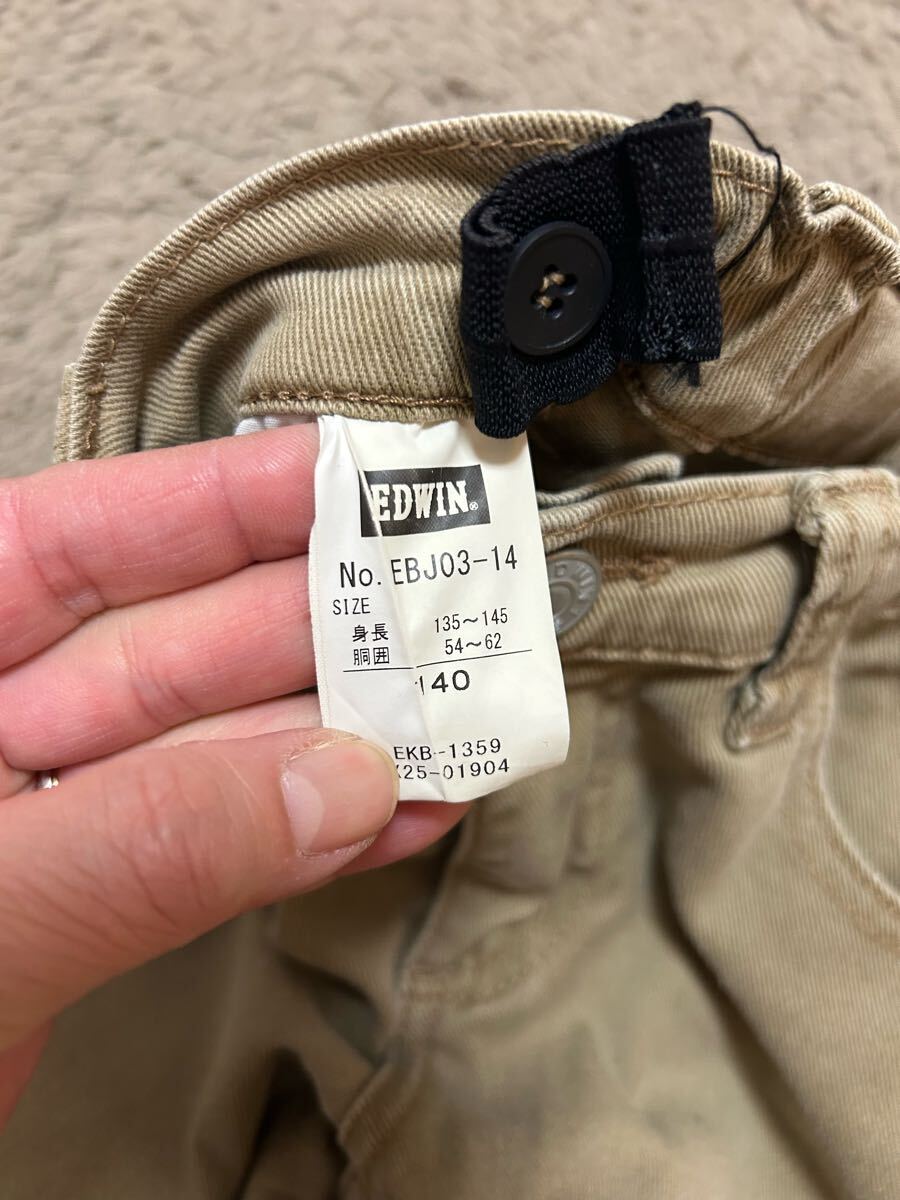 EDWIN®
No. EBJ03-14
SIZE
身長 135～145
胴囲 54～62
140
EKB-1359
25-01904